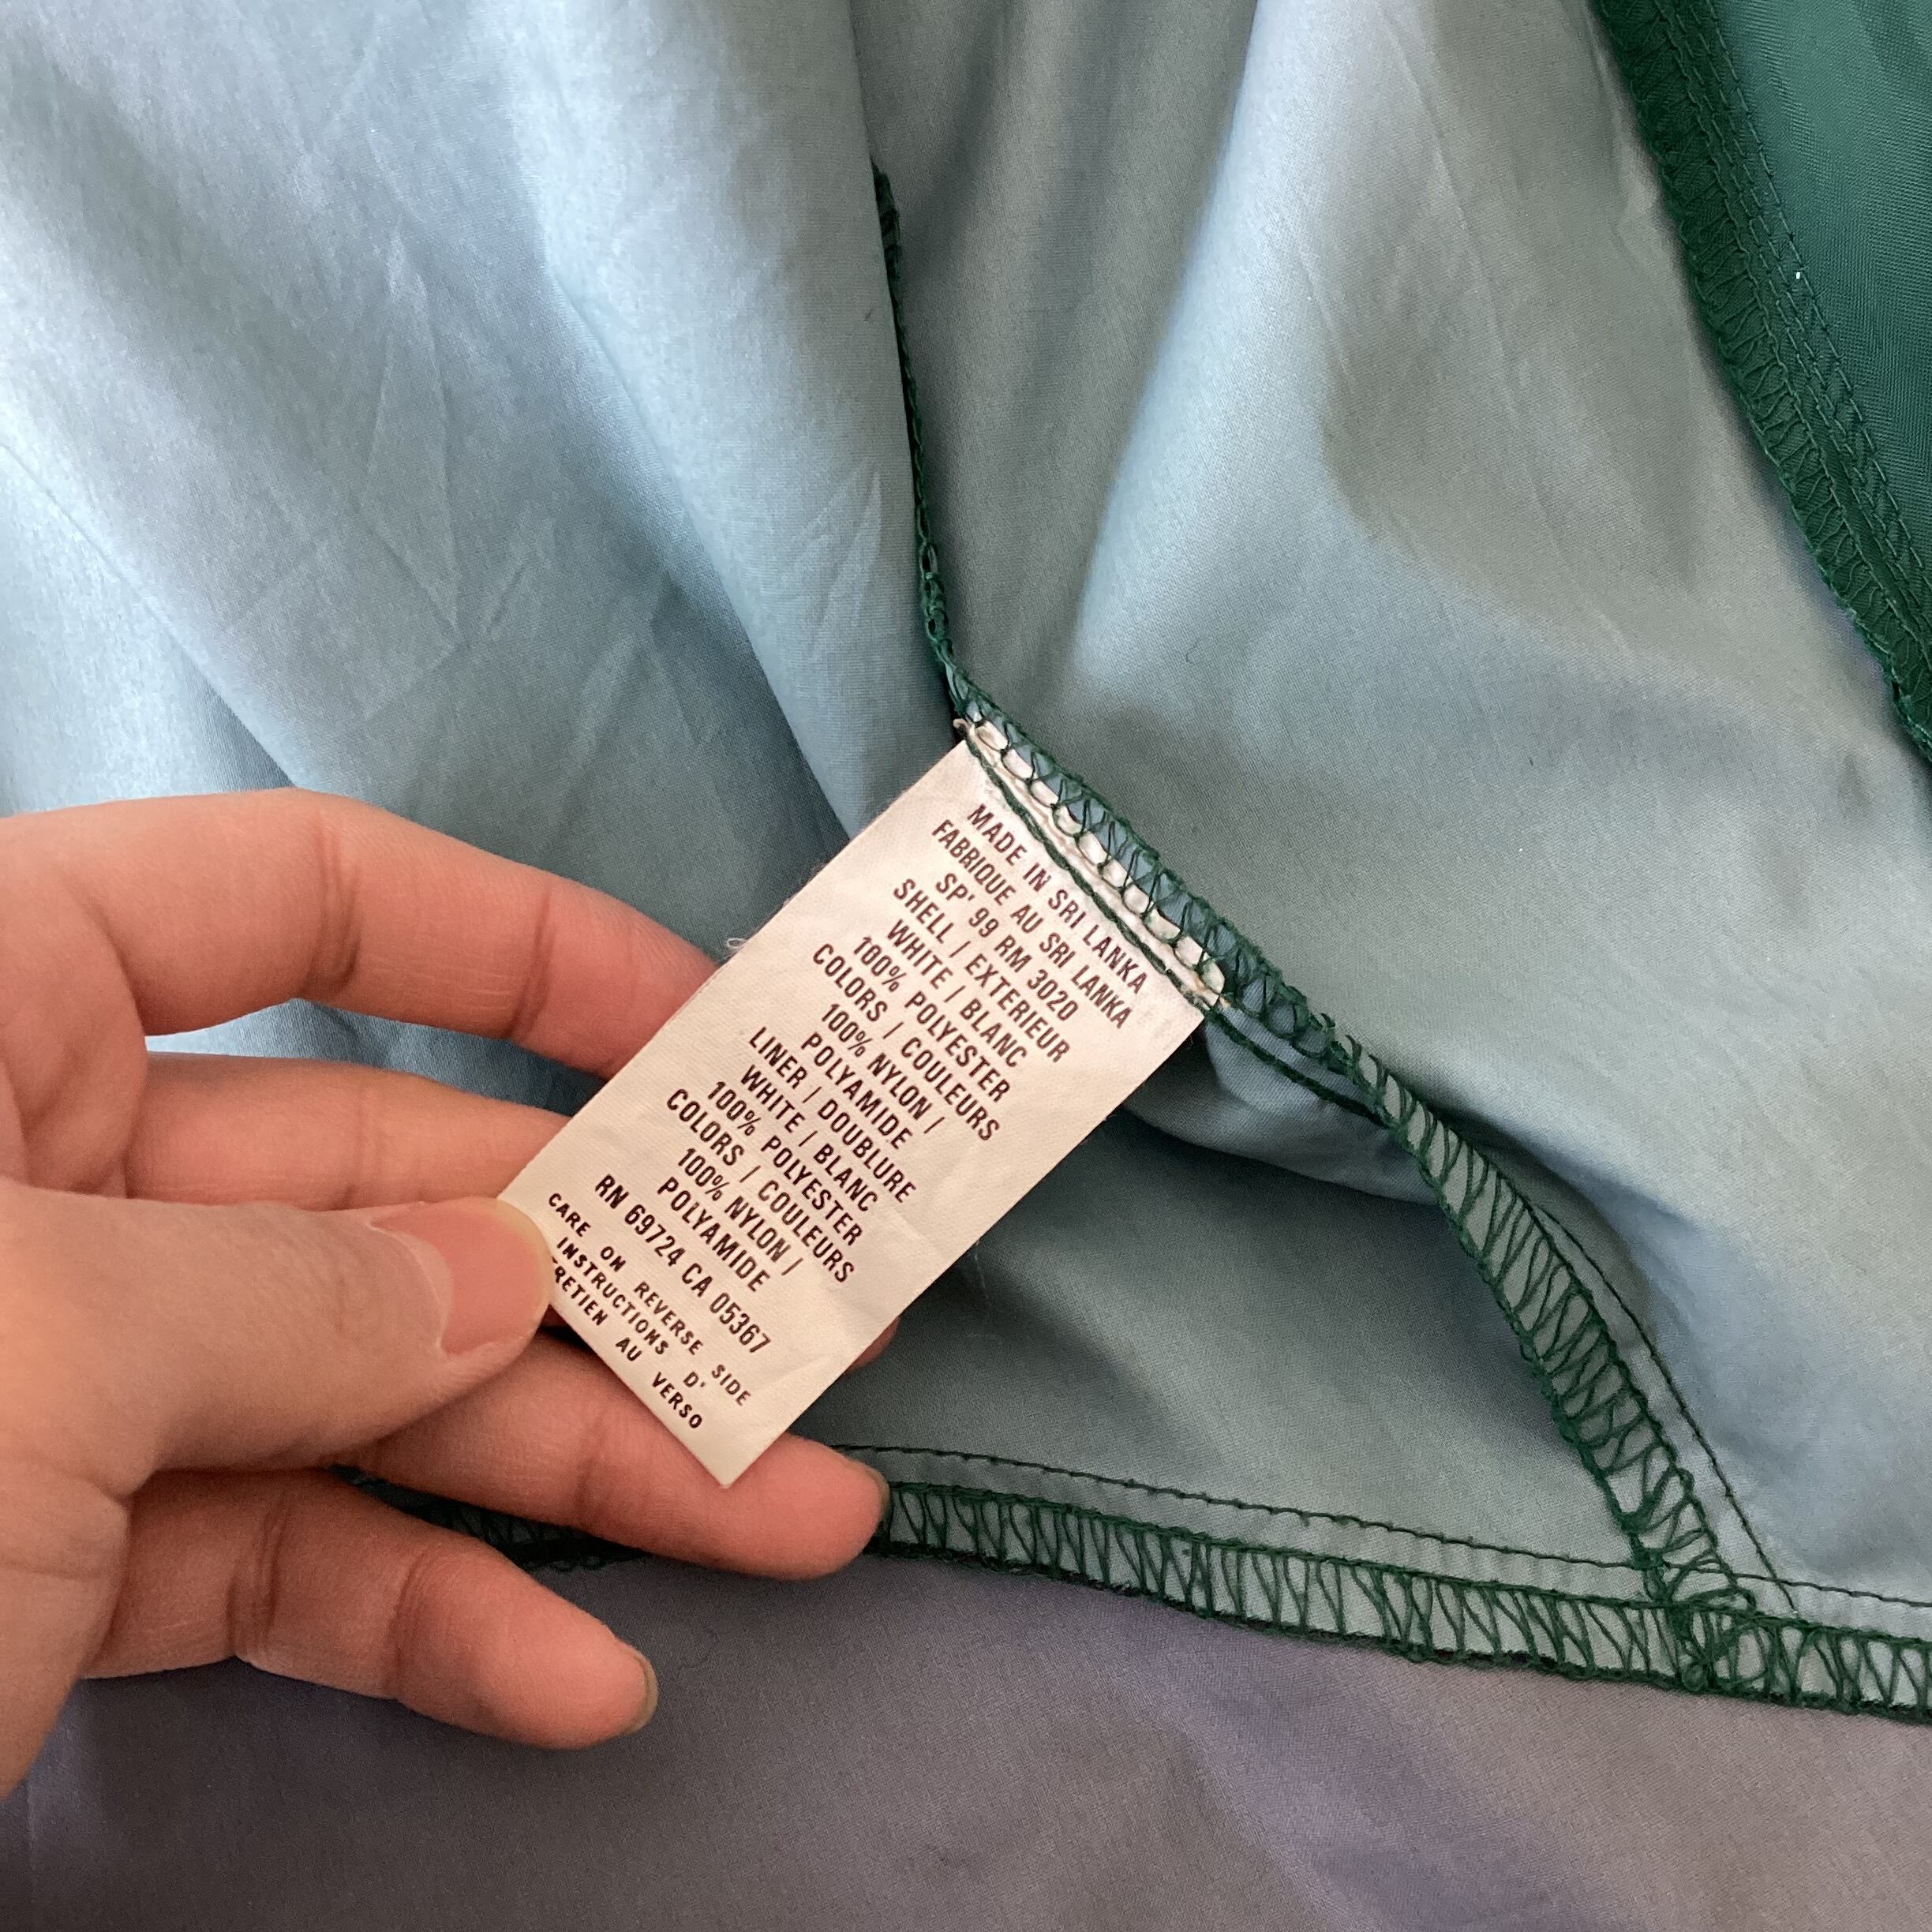 MADE IN SRI LANKA
FABRIQUE AU SRI LANKA
SP' 99 RM 3020
SHELL / EXTERIEUR
WHITE / BLANC
100% POLYESTER
COLORS / COULEURS
100% NYLON /
POLYAMIDE
LINER / DOUBLURE
WHITE / BLANC
100% POLYESTER
COLORS / COULEURS
100% NYLON /
POLYAMIDE
RN 69724 CA 05367
CARE ON REVERSE SIDE
INSTRUCTIONS D'
RETIEN AU VERSO